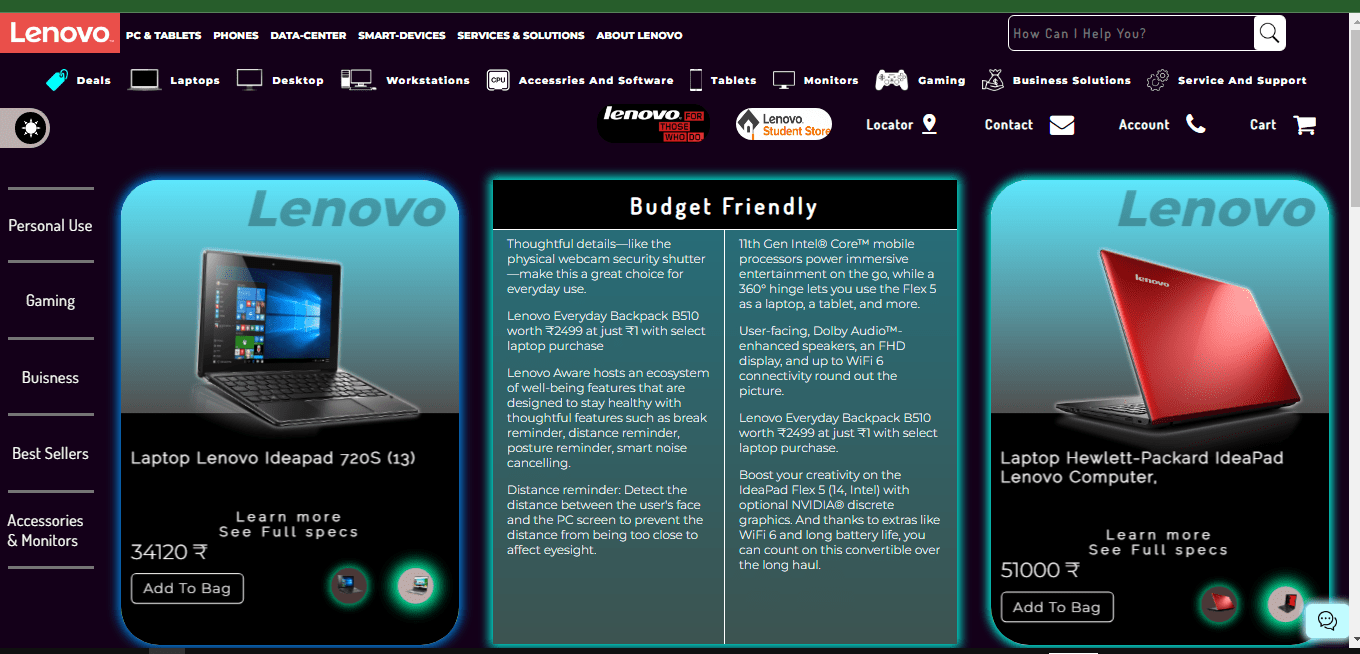 Lenovo
PC & TABLETS PHONES DATA-CENTER SMART-DEVICES SERVICES & SOLUTIONS ABOUT LENOVO
How Can I Help You?
Deals Laptops Desktop Workstations CPU Accessries And Software Tablets Monitors Gaming Business Solutions Service And Support
lenovo FOR
THOSE
WHO DO.
Lenovo
Student Store
Locator Contact Account Cart
Personal Use
Gaming
Buisness
Best Sellers
Accessories
& Monitors
Lenovo
Laptop Lenovo Ideapad 720S (13)
Learn more
See Full specs
34120 ₹
Add To Bag
Budget Friendly
Thoughtful details—like the
physical webcam security shutter
—make this a great choice for
everyday use.
Lenovo Everyday Backpack B510
worth ₹2499 at just ₹1 with select
laptop purchase
Lenovo Aware hosts an ecosystem
of well-being features that are
designed to stay healthy with
thoughtful features such as break
reminder, distance reminder,
posture reminder, smart noise
cancelling.
Distance reminder: Detect the
distance between the user's face
and the PC screen to prevent the
distance from being too close to
affect eyesight.
11th Gen Intel® Core™ mobile
processors power immersive
entertainment on the go, while a
360° hinge lets you use the Flex 5
as a laptop, a tablet, and more.
User-facing, Dolby Audio™-
enhanced speakers, an FHD
display, and up to WiFi 6
connectivity round out the
picture.
Lenovo Everyday Backpack B510
worth ₹2499 at just ₹1 with select
laptop purchase.
Boost your creativity on the
IdeaPad Flex 5 (14, Intel) with
optional NVIDIA® discrete
graphics. And thanks to extras like
WiFi 6 and long battery life, you
can count on this convertible over
the long haul.
Lenovo
lenovo
Laptop Hewlett-Packard IdeaPad
Lenovo Computer,
Learn more
See Full specs
51000 ₹
Add To Bag